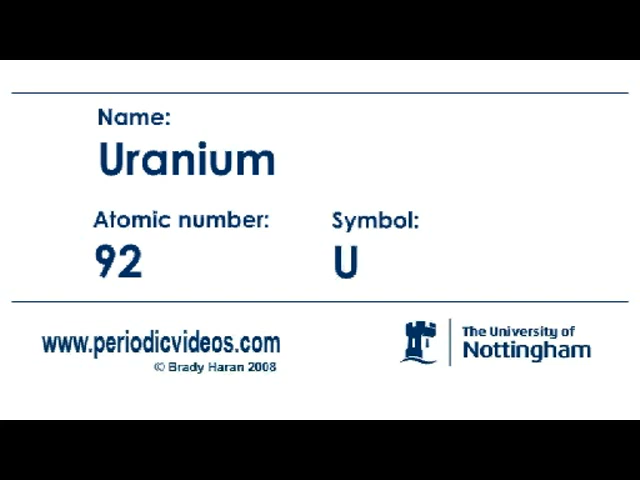 Name:
Uranium
Atomic number:
92
Symbol:
U
www.periodicvideos.com
© Brady Haran 2008
The University of
Nottingham